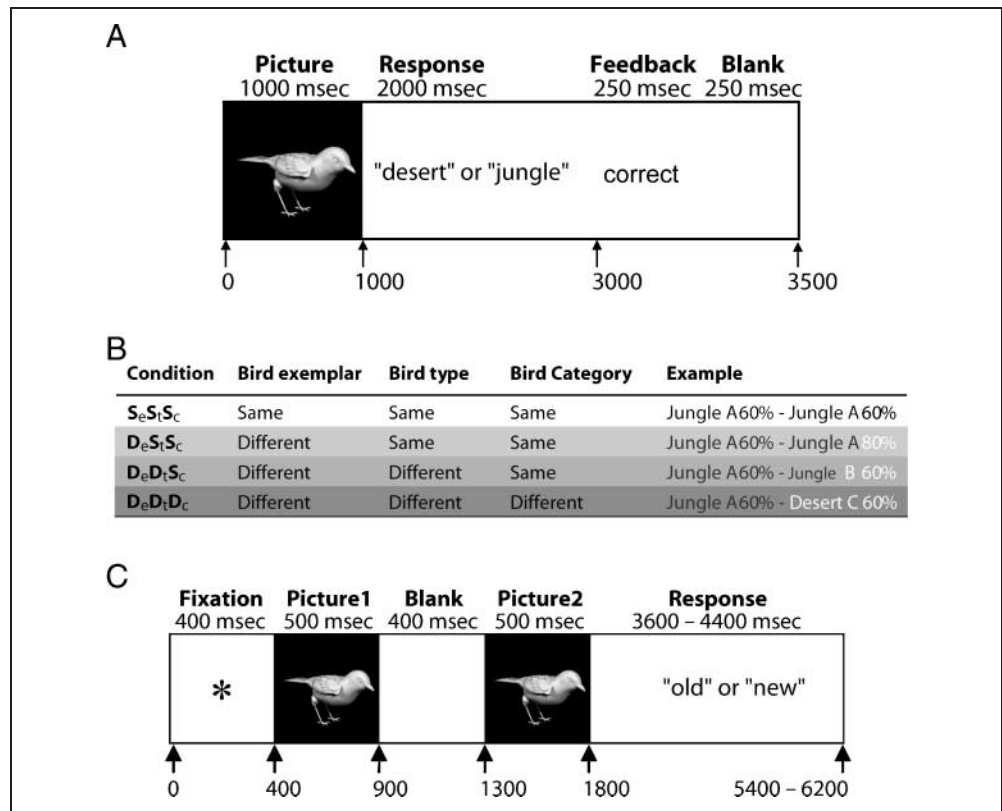 A
Picture Response Feedback Blank
1000 msec 2000 msec 250 msec 250 msec
"desert" or "jungle" correct
0 1000 3000 3500
B
Condition Bird exemplar Bird type Bird Category Example
SeStSc Same Same Same Jungle A60% - Jungle A60%
DeStSc Different Same Same Jungle A60% - Jungle A 80%
DeDtSc Different Different Same Jungle A60% - Jungle B 60%
DeDtDc Different Different Different Jungle A60% - Desert C 60%
C
Fixation Picture1 Blank Picture2 Response
400 msec 500 msec 400 msec 500 msec 3600 – 4400 msec
* "old" or "new"
0 400 900 1300 1800 5400 – 6200